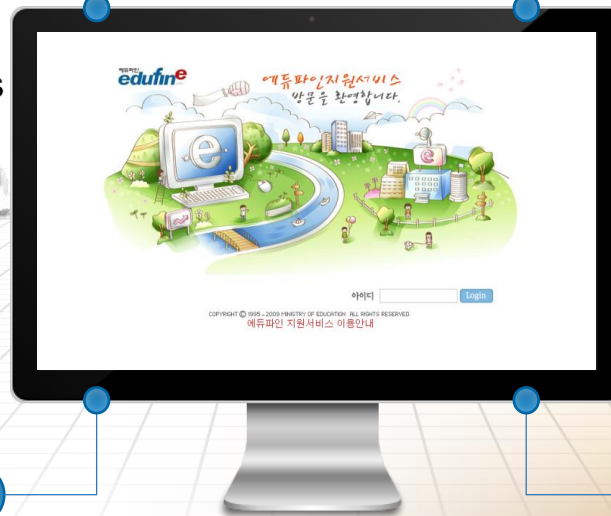 s
에듀파인
edufine
에듀파인지원서비스
방문을 환영합니다.
e
e
아이디
Login
COPYRIGHT © 1995 - 2009 MINISTRY OF EDUCATION ALL RIGHTS RESERVED.
에듀파인 지원서비스 이용안내